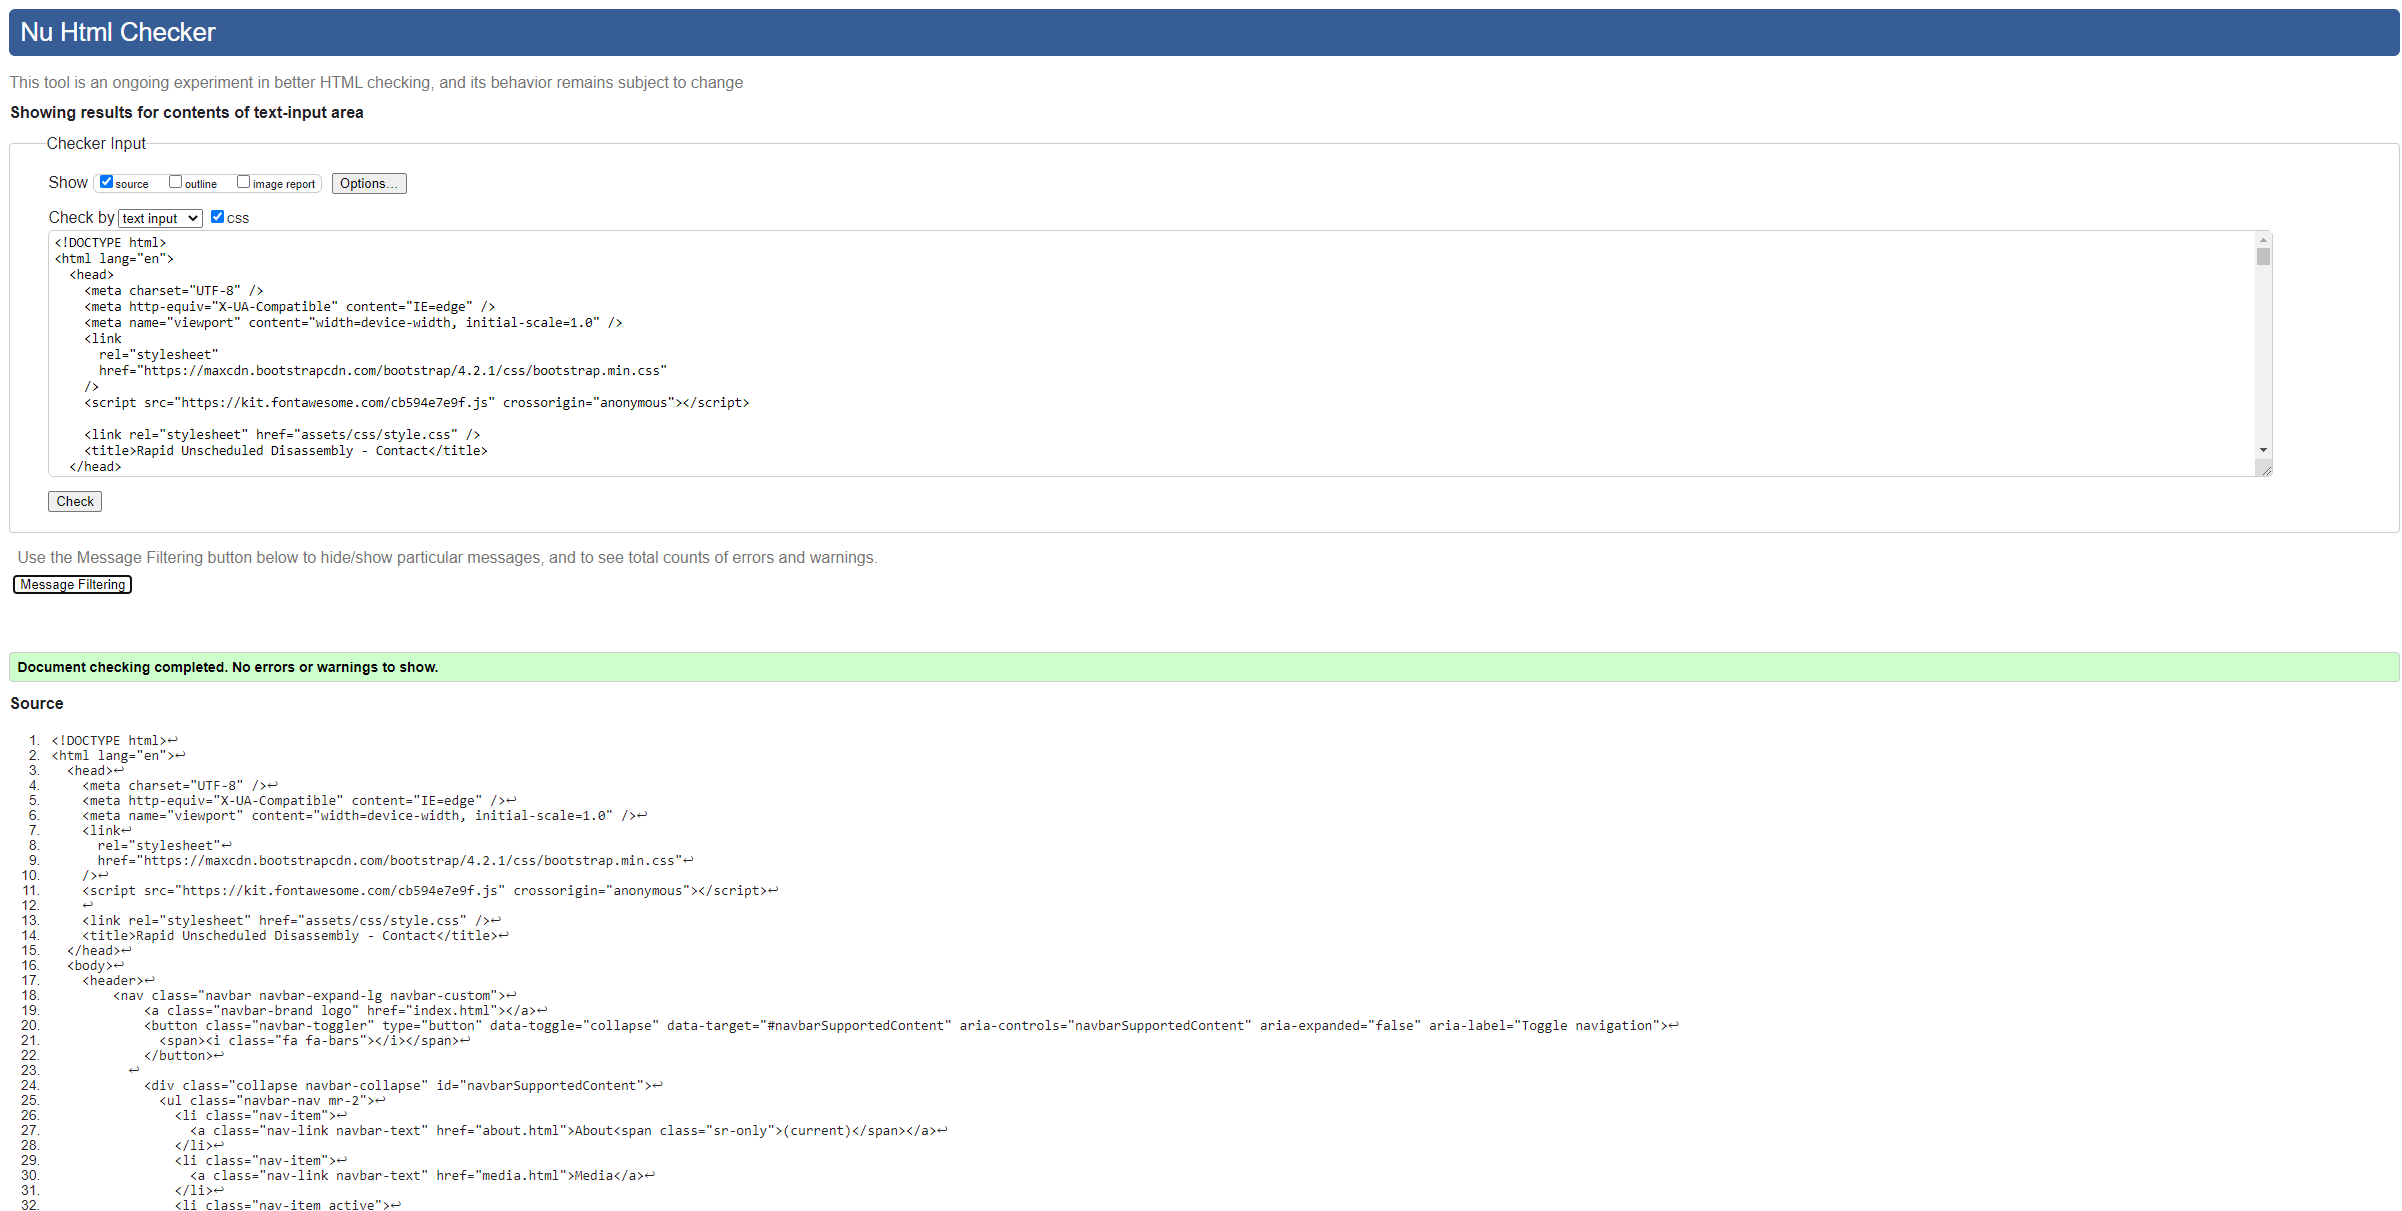 Nu Html Checker
This tool is an ongoing experiment in better HTML checking, and its behavior remains subject to change
Showing results for contents of text-input area
Checker Input
Show source outline image report Options...
Check by text input css
<!DOCTYPE html>
<html lang="en">
  <head>
    <meta charset="UTF-8" />
    <meta http-equiv="X-UA-Compatible" content="IE=edge" />
    <meta name="viewport" content="width=device-width, initial-scale=1.0" />
    <link
      rel="stylesheet"
      href="https://maxcdn.bootstrapcdn.com/bootstrap/4.2.1/css/bootstrap.min.css"
    />
    <script src="https://kit.fontawesome.com/cb594e7e9f.js" crossorigin="anonymous"></script>
    <link rel="stylesheet" href="assets/css/style.css" />
    <title>Rapid Unscheduled Disassembly - Contact</title>
  </head>
Check
Use the Message Filtering button below to hide/show particular messages, and to see total counts of errors and warnings.
Message Filtering
Document checking completed. No errors or warnings to show.
Source
1. <!DOCTYPE html>↩
2. <html lang="en">↩
3.   <head>↩
4.     <meta charset="UTF-8" />↩
5.     <meta http-equiv="X-UA-Compatible" content="IE=edge" />↩
6.     <meta name="viewport" content="width=device-width, initial-scale=1.0" />↩
7.     <link↩
8.       rel="stylesheet"↩
9.       href="https://maxcdn.bootstrapcdn.com/bootstrap/4.2.1/css/bootstrap.min.css"↩
10.     />↩
11.     <script src="https://kit.fontawesome.com/cb594e7e9f.js" crossorigin="anonymous"></script>↩
12.     ↩
13.     <link rel="stylesheet" href="assets/css/style.css" />↩
14.     <title>Rapid Unscheduled Disassembly - Contact</title>↩
15.   </head>↩
16.   <body>↩
17.     <header>↩
18.         <nav class="navbar navbar-expand-lg navbar-custom">↩
19.             <a class="navbar-brand logo" href="index.html"></a>↩
20.             <button class="navbar-toggler" type="button" data-toggle="collapse" data-target="#navbarSupportedContent" aria-controls="navbarSupportedContent" aria-expanded="false" aria-label="Toggle navigation">↩
21.               <span><i class="fa fa-bars"></i></span>↩
22.             </button>↩
23.           ↩
24.             <div class="collapse navbar-collapse" id="navbarSupportedContent">↩
25.               <ul class="navbar-nav mr-2">↩
26.                 <li class="nav-item">↩
27.                   <a class="nav-link navbar-text" href="about.html">About<span class="sr-only">(current)</span></a>↩
28.                 </li>↩
29.                 <li class="nav-item">↩
30.                   <a class="nav-link navbar-text" href="media.html">Media</a>↩
31.                 </li>↩
32.                 <li class="nav-item active">↩